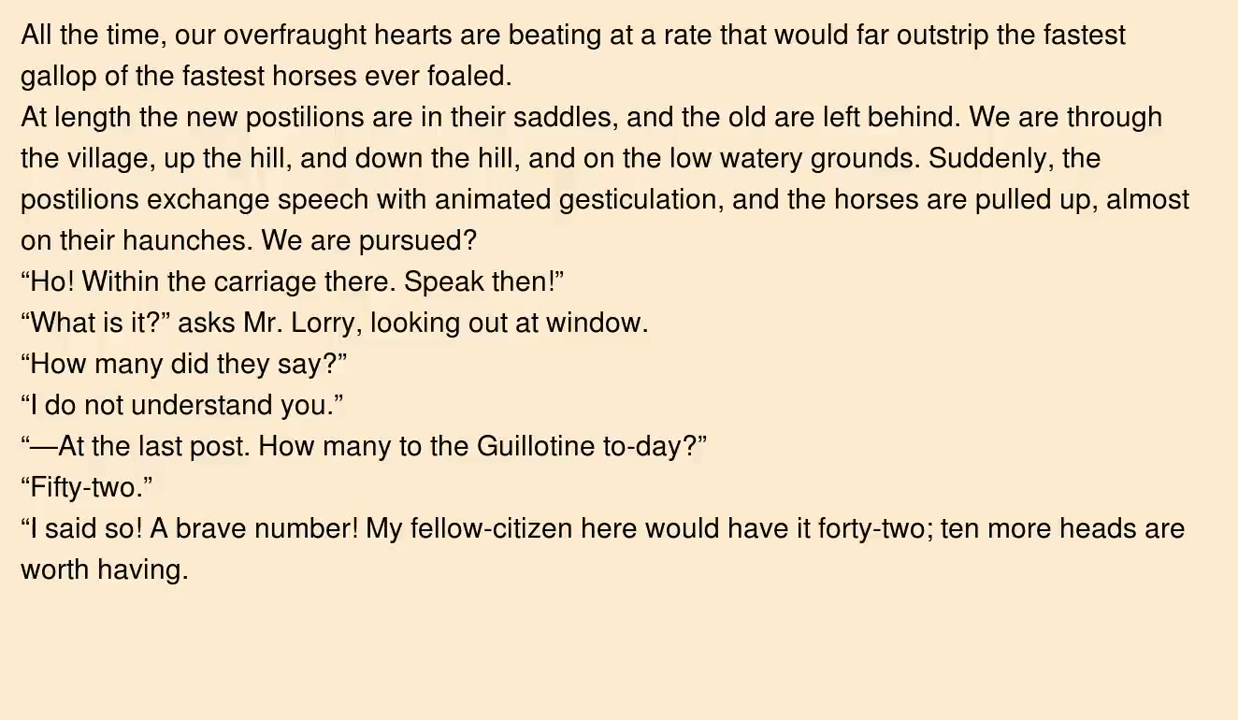 All the time, our overfraught hearts are beating at a rate that would far outstrip the fastest
gallop of the fastest horses ever foaled.
At length the new postilions are in their saddles, and the old are left behind. We are through
the village, up the hill, and down the hill, and on the low watery grounds. Suddenly, the
postilions exchange speech with animated gesticulation, and the horses are pulled up, almost
on their haunches. We are pursued?
“Ho! Within the carriage there. Speak then!”
“What is it?” asks Mr. Lorry, looking out at window.
“How many did they say?”
“I do not understand you.”
“—At the last post. How many to the Guillotine to-day?”
“Fifty-two.”
“I said so! A brave number! My fellow-citizen here would have it forty-two; ten more heads are
worth having.